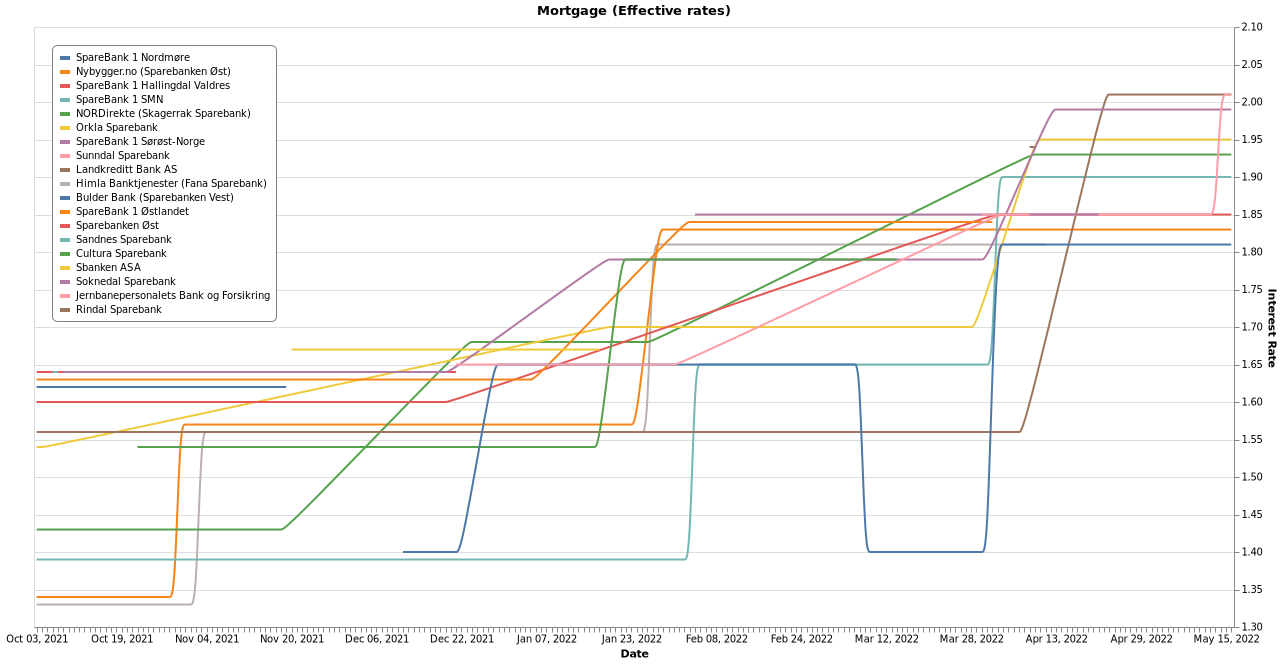 Mortgage (Effective rates)
SpareBank 1 Nordmøre
Nybygger.no (Sparebanken Øst)
SpareBank 1 Hallingdal Valdres
SpareBank 1 SMN
NORDirekte (Skagerrak Sparebank)
Orkla Sparebank
SpareBank 1 Sørøst-Norge
Sunndal Sparebank
Landkreditt Bank AS
Himla Banktjenester (Fana Sparebank)
Bulder Bank (Sparebanken Vest)
SpareBank 1 Østlandet
Sparebanken Øst
Sandnes Sparebank
Cultura Sparebank
Sbanken ASA
Soknedal Sparebank
Jernbanepersonalets Bank og Forsikring
Rindal Sparebank
2.10
2.05
2.00
1.95
1.90
1.85
1.80
1.75
1.70
1.65
1.60
1.55
1.50
1.45
1.40
1.35
1.30
Interest Rate
Oct 03, 2021 Oct 19, 2021 Nov 04, 2021 Nov 20, 2021 Dec 06, 2021 Dec 22, 2021 Jan 07, 2022 Jan 23, 2022 Feb 08, 2022 Feb 24, 2022 Mar 12, 2022 Mar 28, 2022 Apr 13, 2022 Apr 29, 2022 May 15, 2022
Date